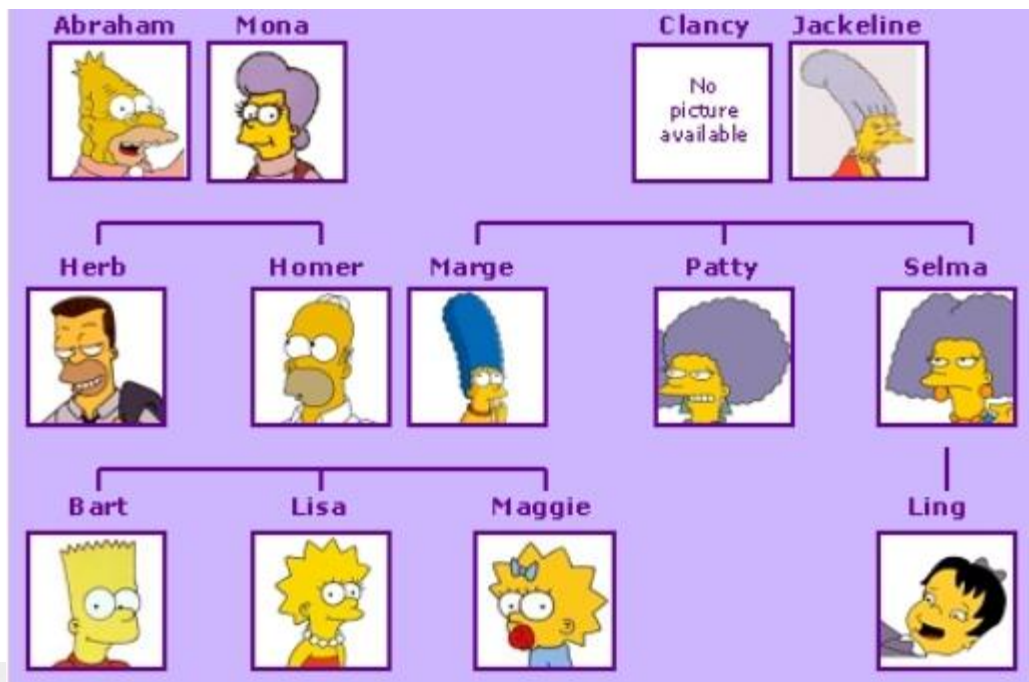 Abraham Mona Clancy Jackeline
No
picture
available
Herb Homer Marge Patty Selma
Bart Lisa Maggie Ling